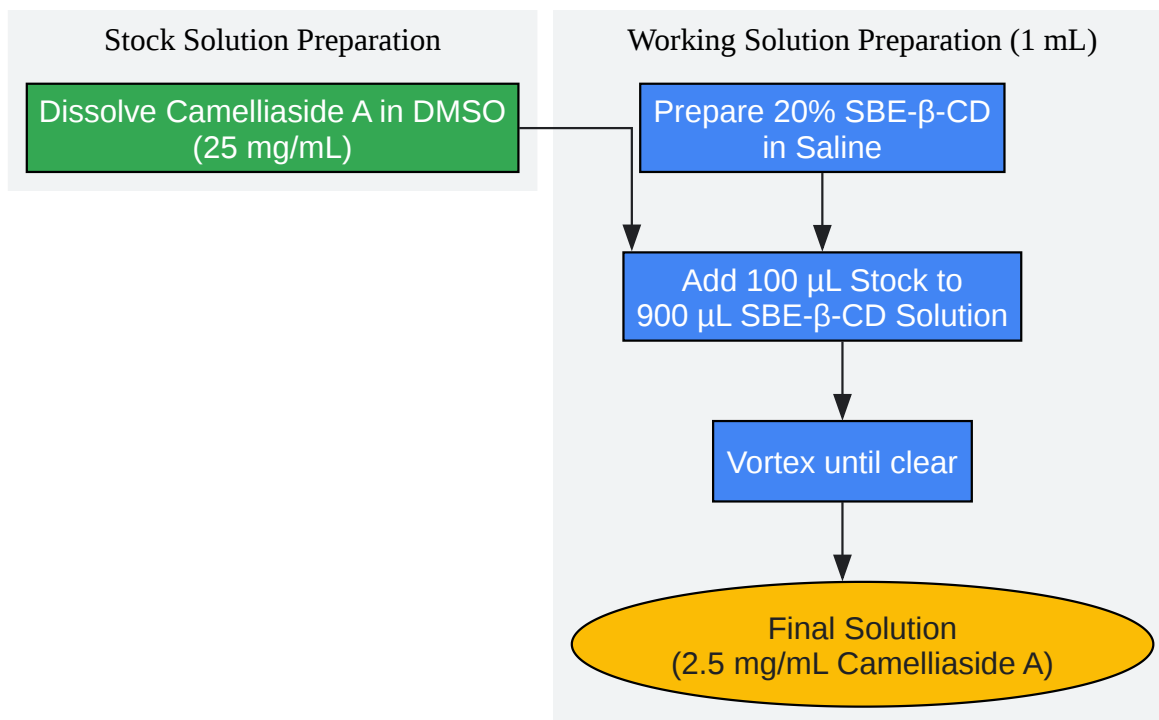 Stock Solution Preparation
Dissolve Camelliaside A in DMSO
(25 mg/mL)
Working Solution Preparation (1 mL)
Prepare 20% SBE-β-CD
in Saline
Add 100 µL Stock to
900 µL SBE-β-CD Solution
Vortex until clear
Final Solution
(2.5 mg/mL Camelliaside A)